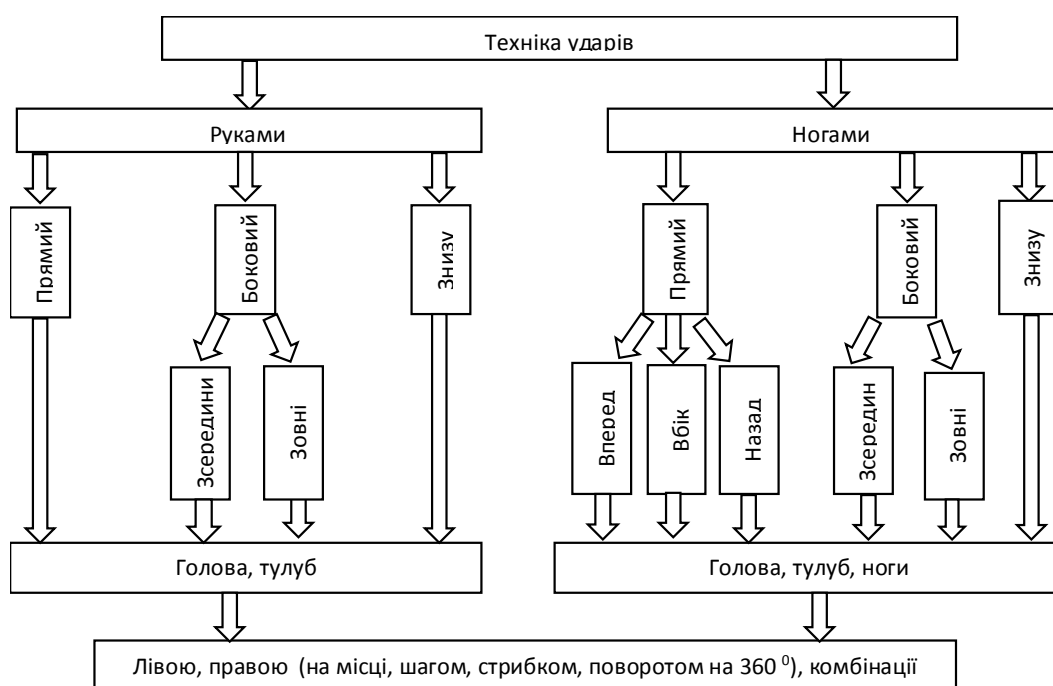 Техніка ударів
Руками
Ногами
Прямий
Боковий
Знизу
Прямий
Боковий
Знизу
Зсередини
Зовні
Вперед
Вбік
Назад
Зсередин
Зовні
Голова, тулуб
Голова, тулуб, ноги
Лівою, правою (на місці, шагом, стрибком, поворотом на 360 ⁰), комбінації